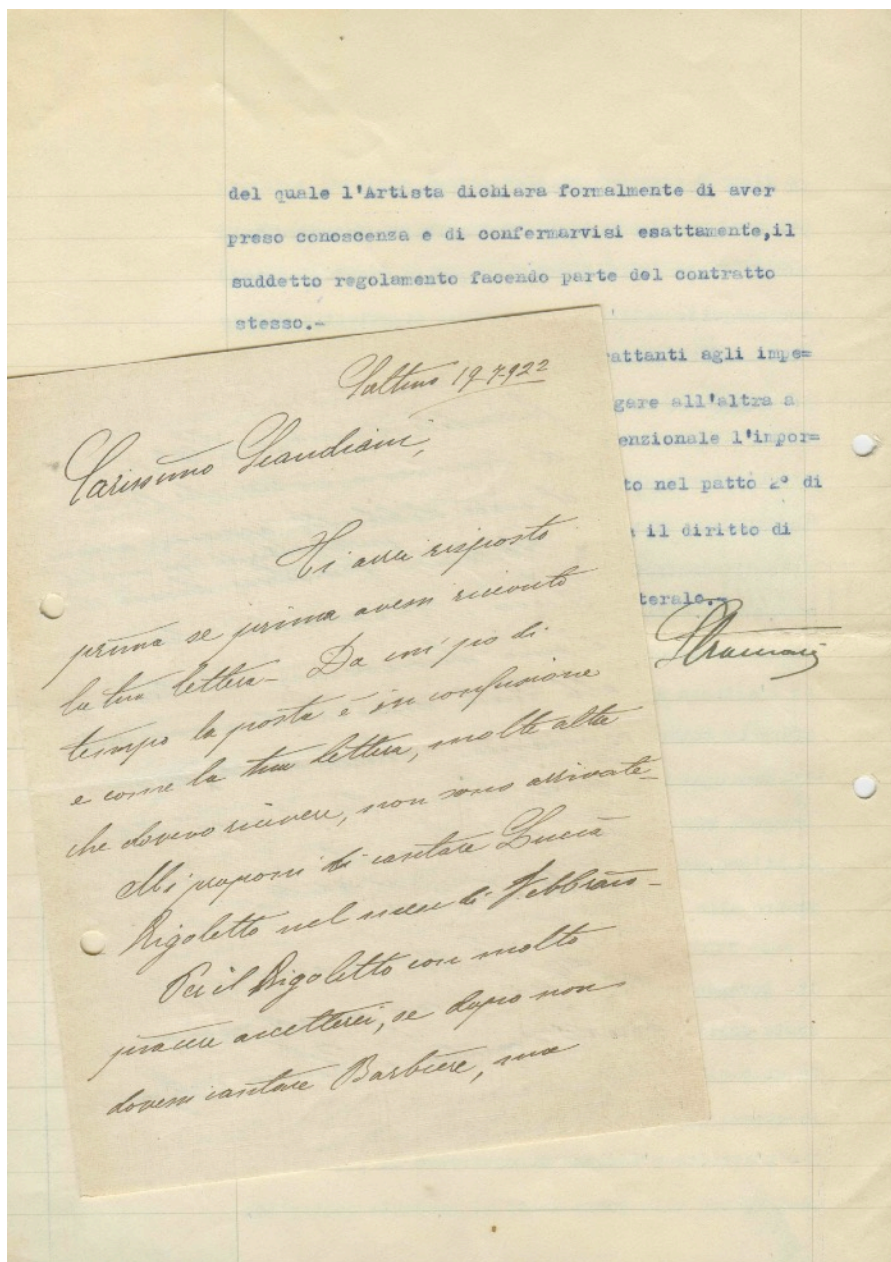 del quale l'Artista dichiara formalmente di aver
preso conoscenza e di confermarvisi esattamente,il
suddetto regolamento facendo parte del contratto
stesso.-
attanti agli impe=
gare all'altra a
enzionale l'impor=
to nel patto 2° di
il diritto di
terale.-
Saltino 19-7-922
Carissimo Scandiani,
Ti avrei risposto
prima se prima avessi ricevuto
la tua lettera - Da un po di
tempo la posta è in confusione
e come la tua lettera, molte altre
che dovevo ricevere, non sono arrivate -
Mi proponi di cantare Lucia
Rigoletto nel mese di Febbraio -
Per il Rigoletto con molto
piacere accetterei, se dopo non
dovessi cantare Barbiere, ma